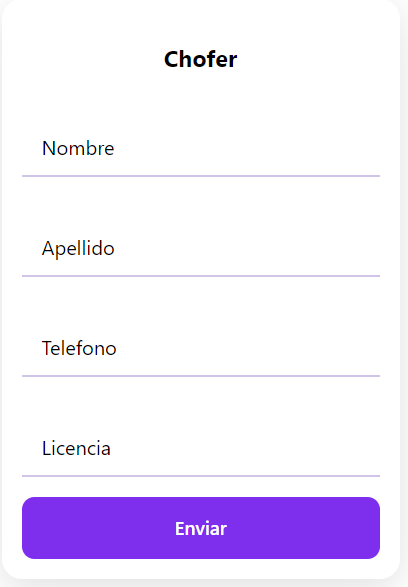 Chofer
Nombre
Apellido
Telefono
Licencia
Enviar